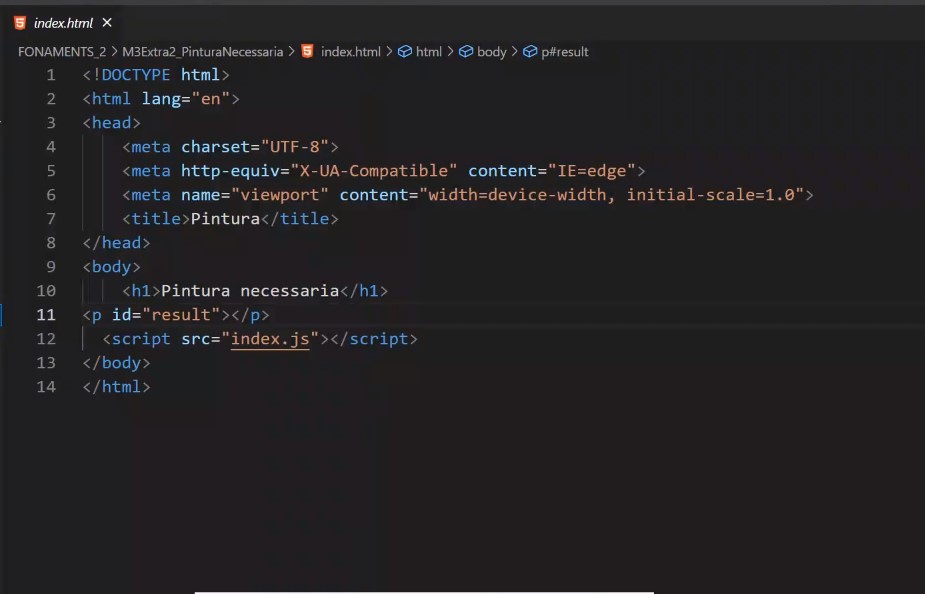 index.html ×
FONAMENTS_2 > M3Extra2_PinturaNecessaria > index.html > html > body > p#result
1 <!DOCTYPE html>
2 <html lang="en">
3 <head>
4 <meta charset="UTF-8">
5 <meta http-equiv="X-UA-Compatible" content="IE=edge">
6 <meta name="viewport" content="width=device-width, initial-scale=1.0">
7 <title>Pintura</title>
8 </head>
9 <body>
10 <h1>Pintura necessaria</h1>
11 <p id="result"></p>
12 <script src="index.js"></script>
13 </body>
14 </html>